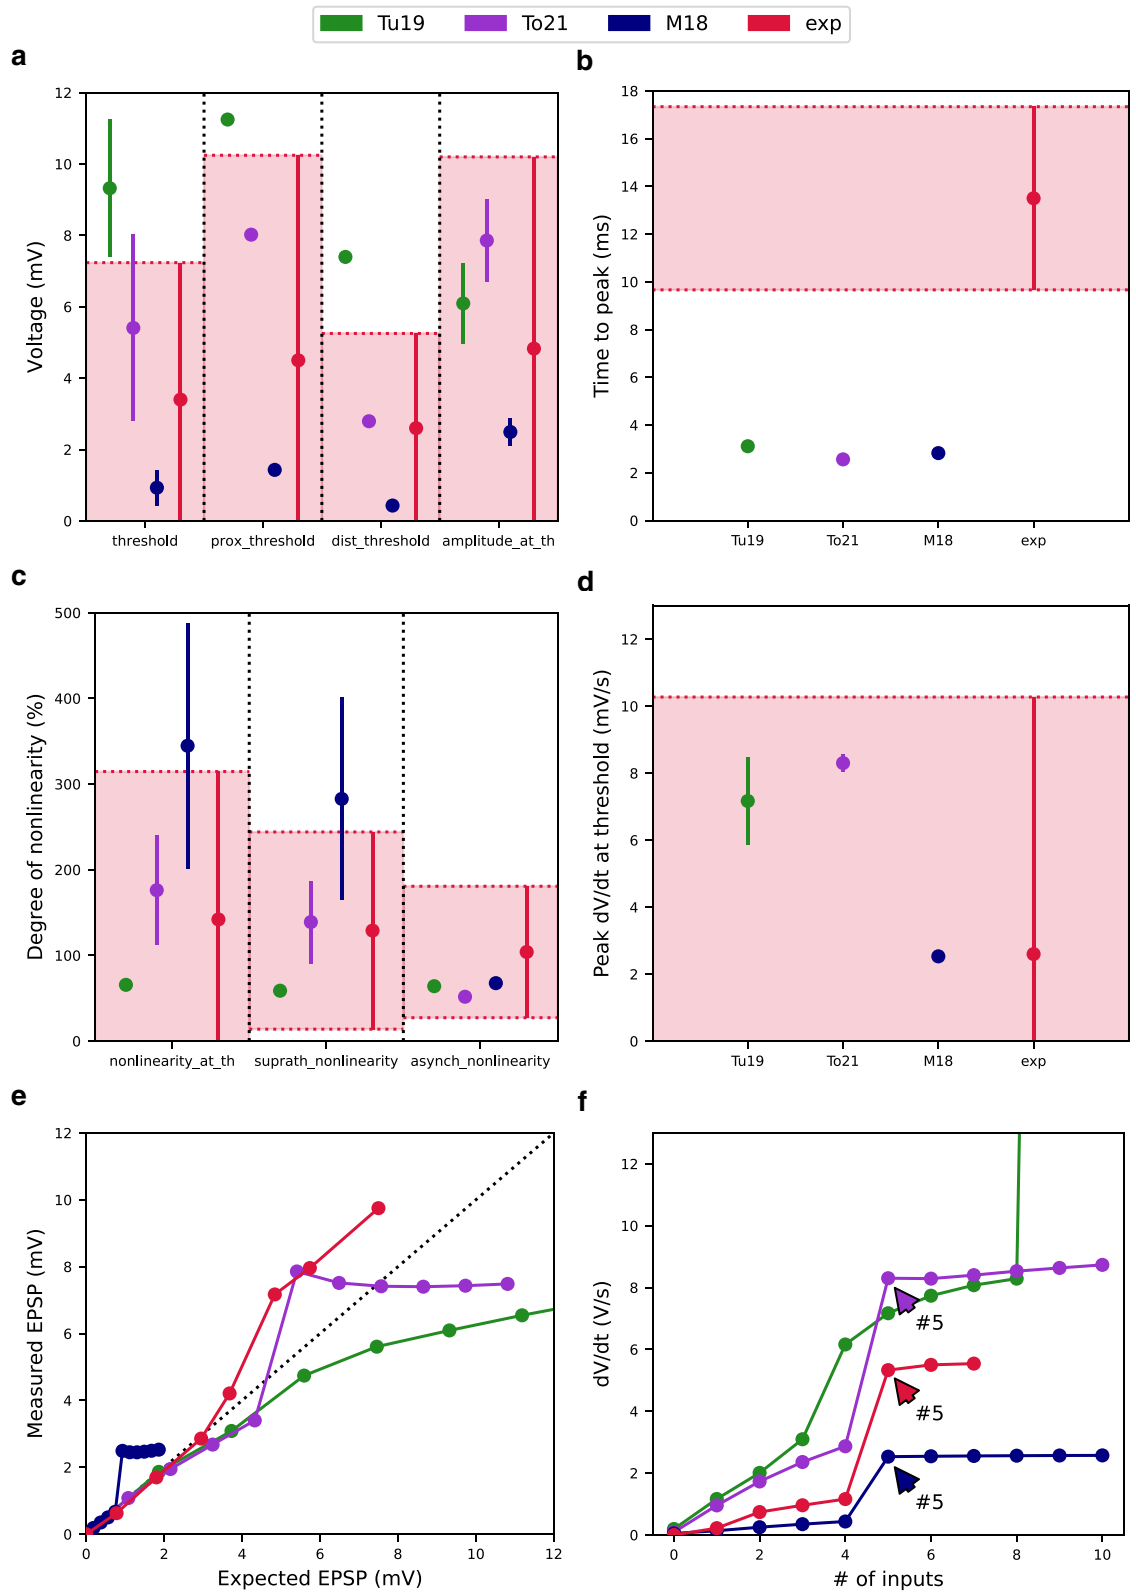 Tu19 To21 M18 exp
a
12
10
8
6
4
2
0
Voltage (mV)
threshold prox_threshold dist_threshold amplitude_at_th
b
18
16
14
12
10
8
6
4
2
0
Time to peak (ms)
Tu19 To21 M18 exp
c
500
400
300
200
100
0
Degree of nonlinearity (%)
nonlinearity_at_th suprath_nonlinearity asynch_nonlinearity
d
12
10
8
6
4
2
0
Peak dV/dt at threshold (mV/s)
Tu19 To21 M18 exp
e
12
10
8
6
4
2
0
Measured EPSP (mV)
0 2 4 6 8 10 12
Expected EPSP (mV)
f
12
10
8
6
4
2
0
dV/dt (V/s)
#5
#5
#5
0 2 4 6 8 10
# of inputs